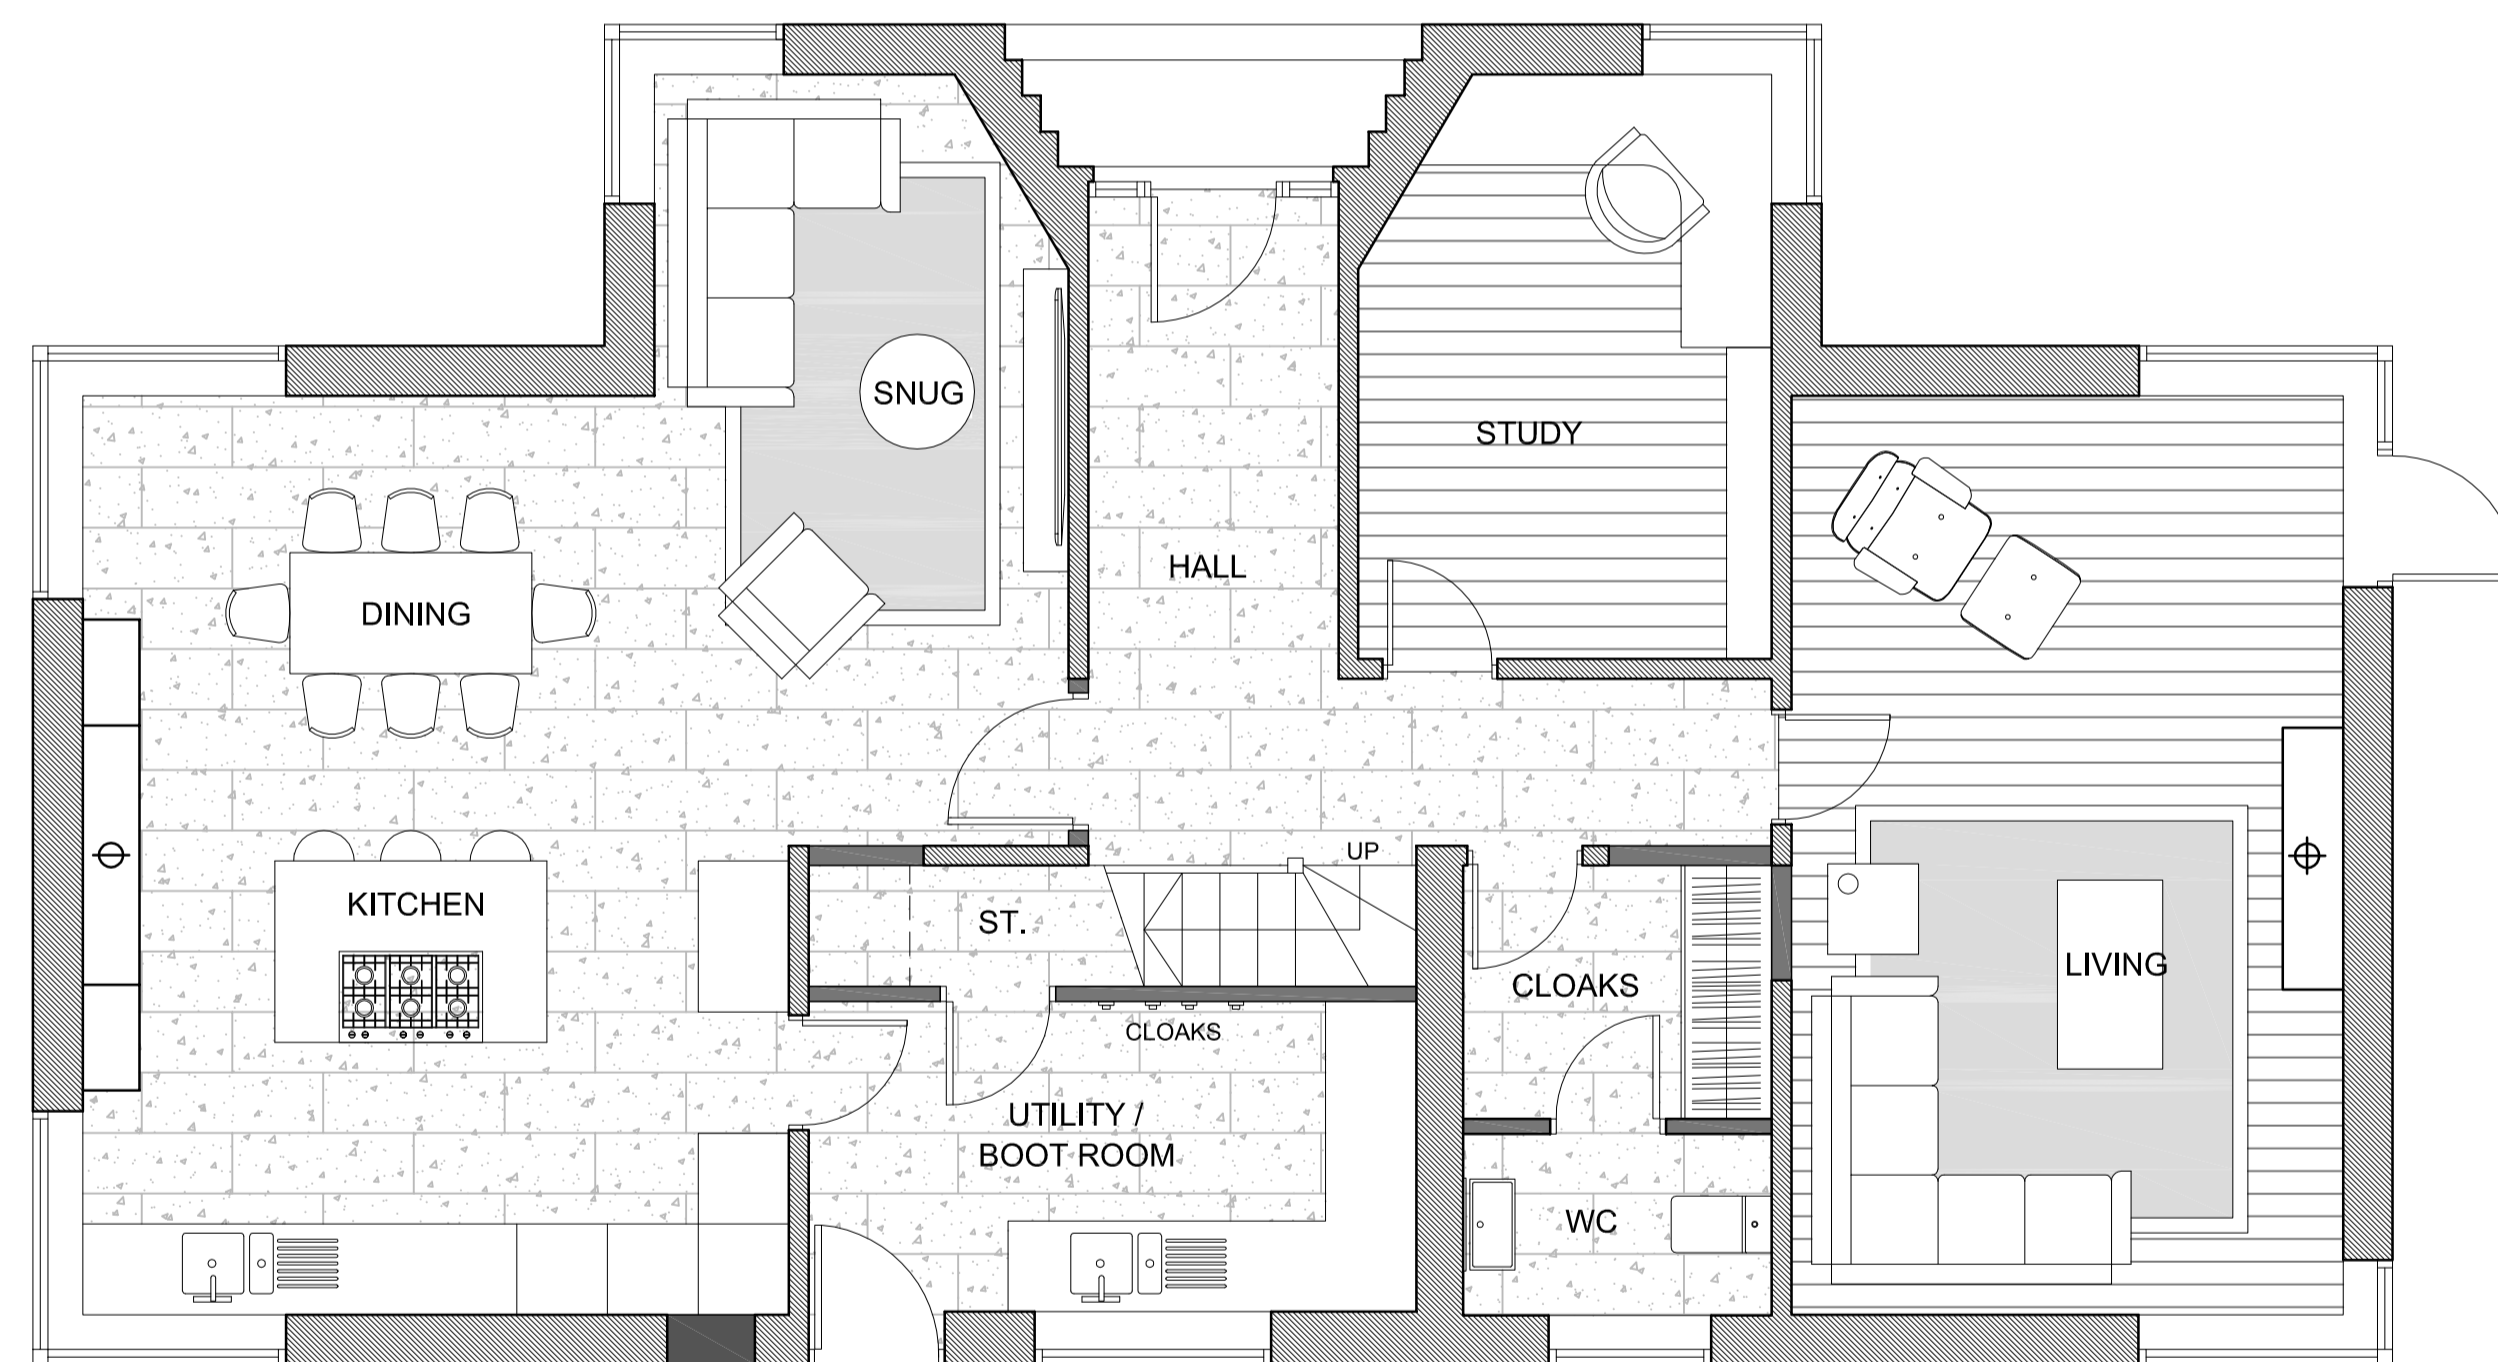 SNUG
STUDY
HALL
DINING
UP
KITCHEN
ST.
CLOAKS
LIVING
CLOAKS
UTILITY /
BOOT ROOM
WC